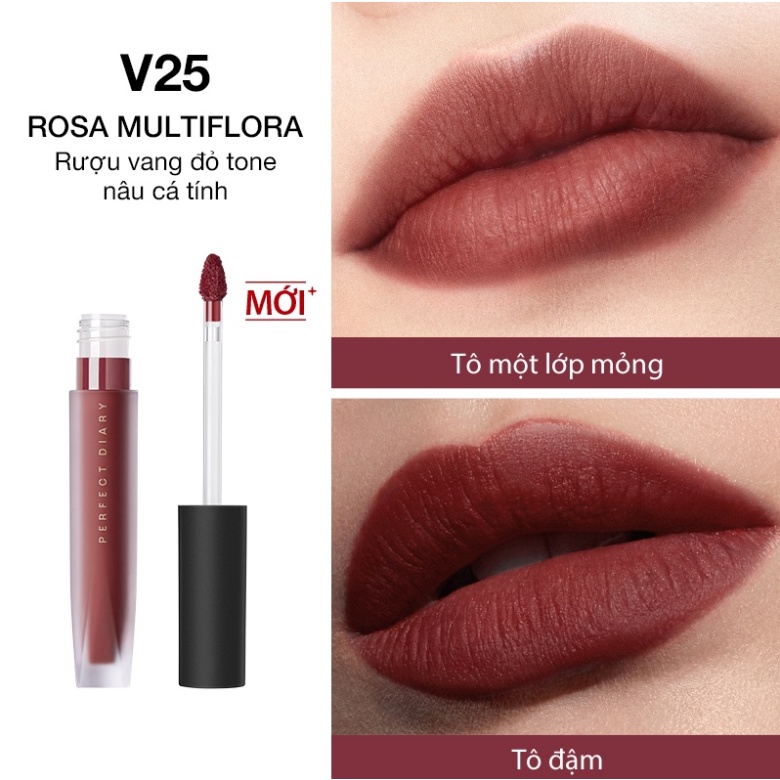 V25
ROSA MULTIFLORA
Rượu vang đỏ tone
nâu cá tính
MỚI+
PERFECT DIARY
Tô một lớp mỏng
Tô đậm